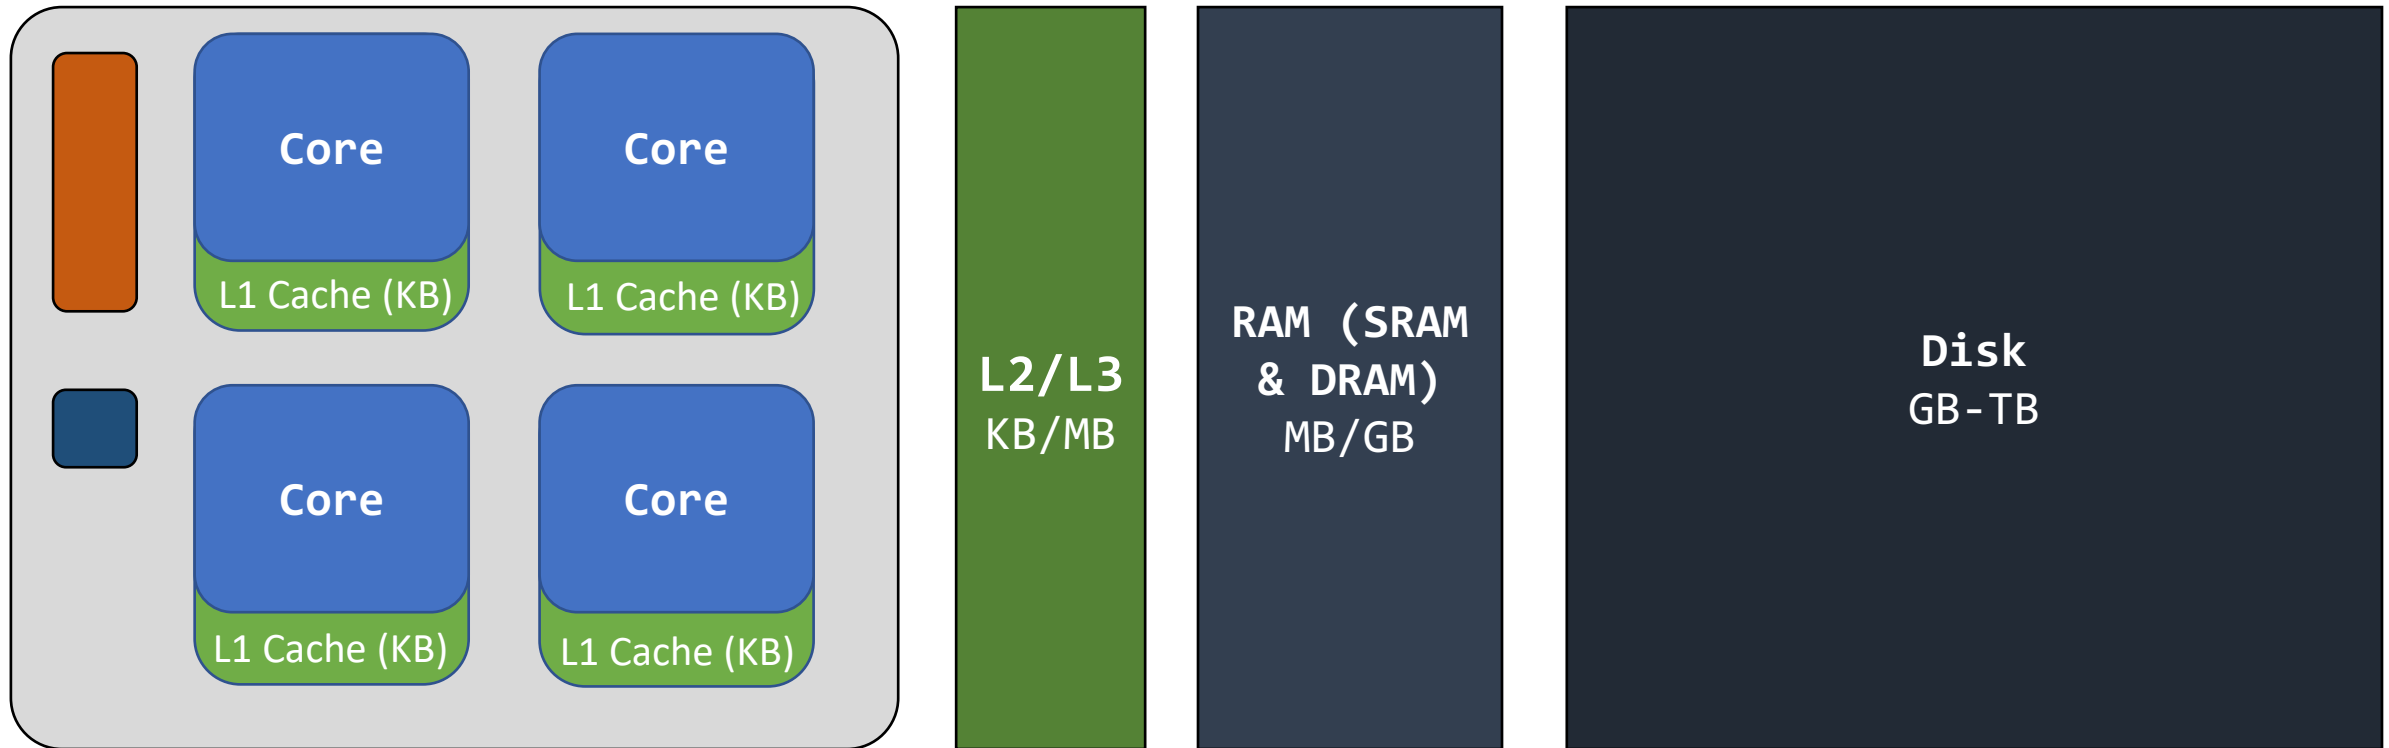 Core
L1 Cache (KB)
Core
L1 Cache (KB)
Core
L1 Cache (KB)
Core
L1 Cache (KB)
L2/L3
KB/MB
RAM (SRAM
& DRAM)
MB/GB
Disk
GB-TB